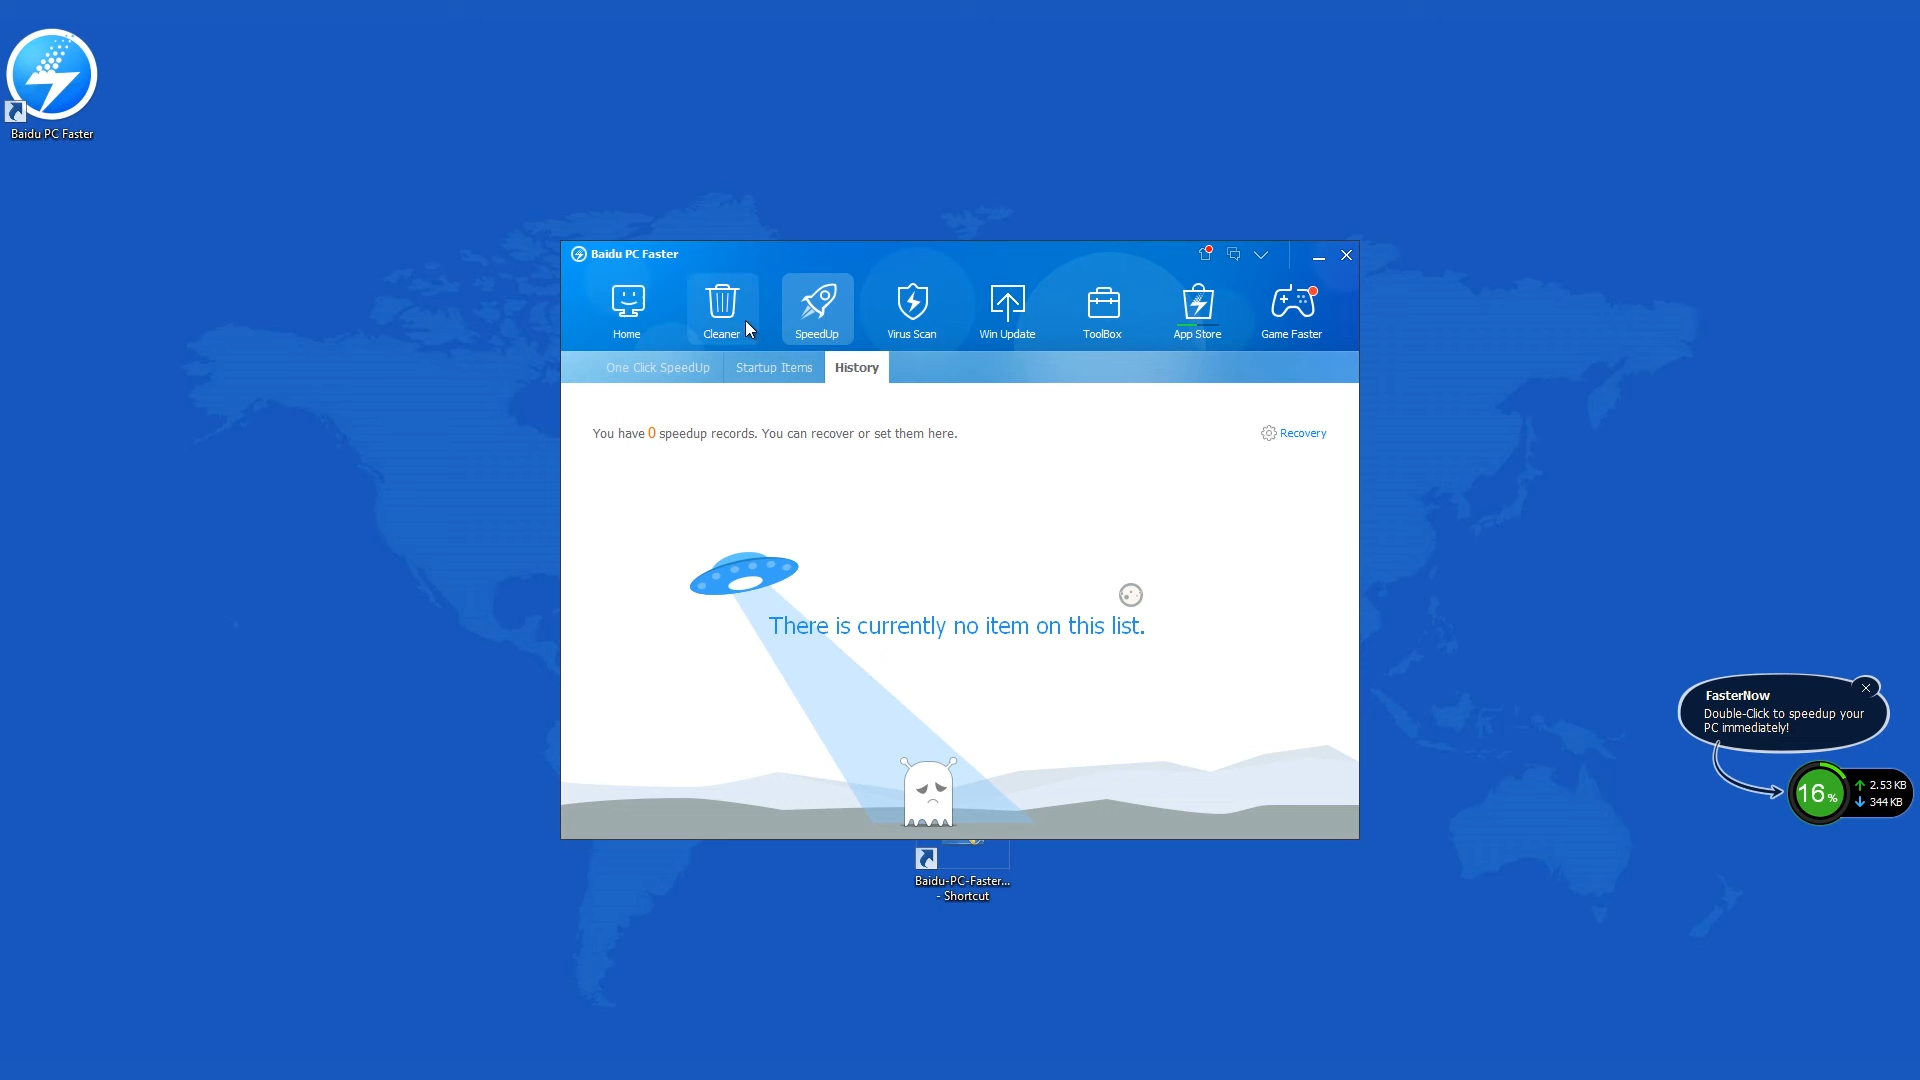 Baidu PC Faster
Baidu PC Faster
Home
Cleaner
SpeedUp
Virus Scan
Win Update
ToolBox
App Store
Game Faster
One Click SpeedUp
Startup Items
History
You have 0 speedup records. You can recover or set them here.
Recovery
There is currently no item on this list.
FasterNow
Double-Click to speedup your
PC immediately!
16%
2.53 KB
344 KB
Baidu-PC-Faster...
- Shortcut